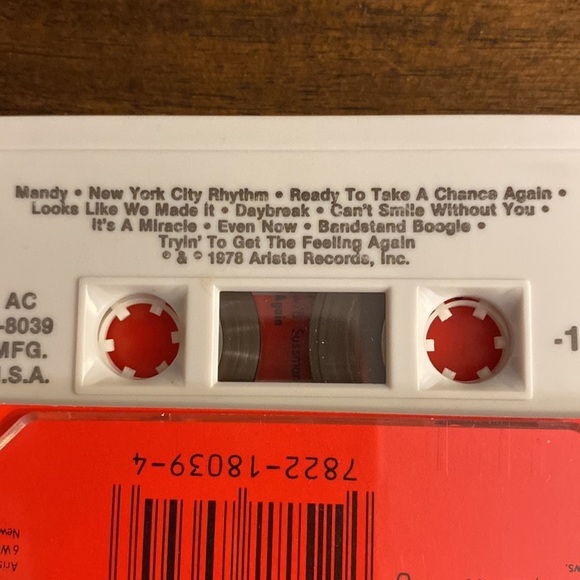 Mandy • New York City Rhythm • Ready To Take A Chance Again •
Looks Like We Made It • Daybreak • Can't Smile Without You •
It's A Miracle • Even Now • Bandstand Boogie •
Tryin' To Get The Feeling Again
℗ & © 1978 Arista Records, Inc.
AC
-8039
MFG.
.S.A.
-1
Again
7822-18039-4